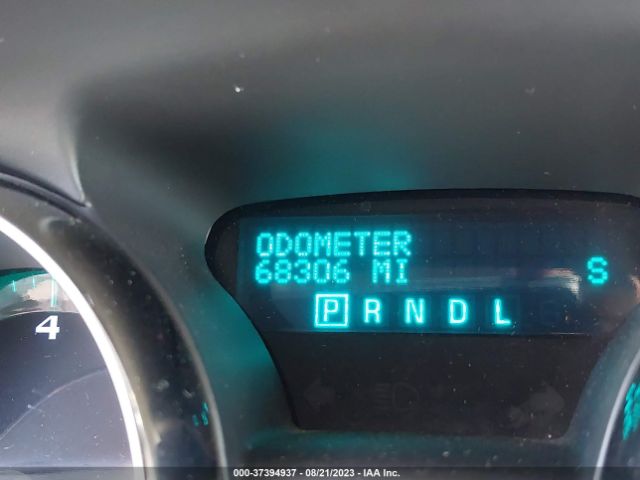 ODOMETER
68306 MI
S
P R N D L
4
000-37394937 - 08/21/2023 - IAA Inc.